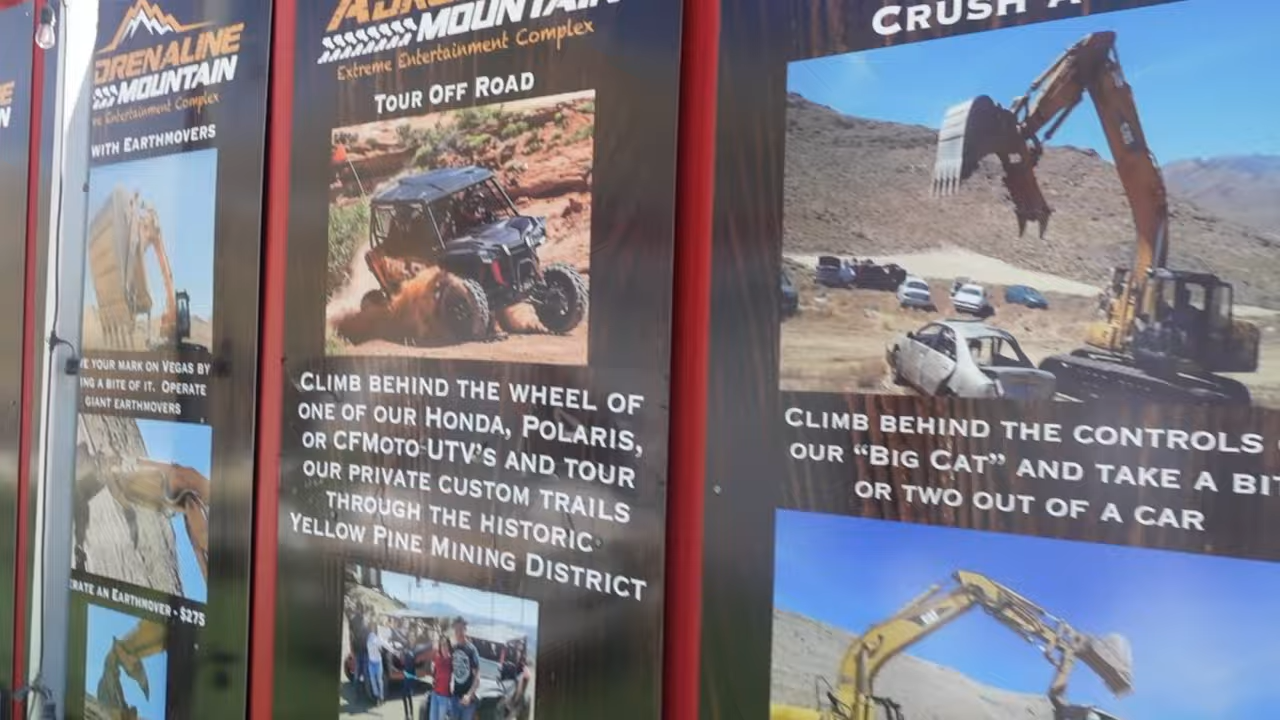 DRENALINE
MOUNTAIN
Entertainment Complex
WITH EARTHMOVERS
YOUR MARK ON VEGAS BY
A BITE OF IT. OPERATE
GIANT EARTHMOVERS
AN EARTHMOVER - $275
MOUNTAIN
Extreme Entertainment Complex
TOUR OFF ROAD
CLIMB BEHIND THE WHEEL OF
ONE OF OUR HONDA, POLARIS,
OR CFMOTO UTV'S AND TOUR
OUR PRIVATE CUSTOM TRAILS
THROUGH THE HISTORIC
YELLOW PINE MINING DISTRICT
CRUSH A
CLIMB BEHIND THE CONTROLS
OUR “BIG CAT” AND TAKE A BIT
OR TWO OUT OF A CAR
CAT